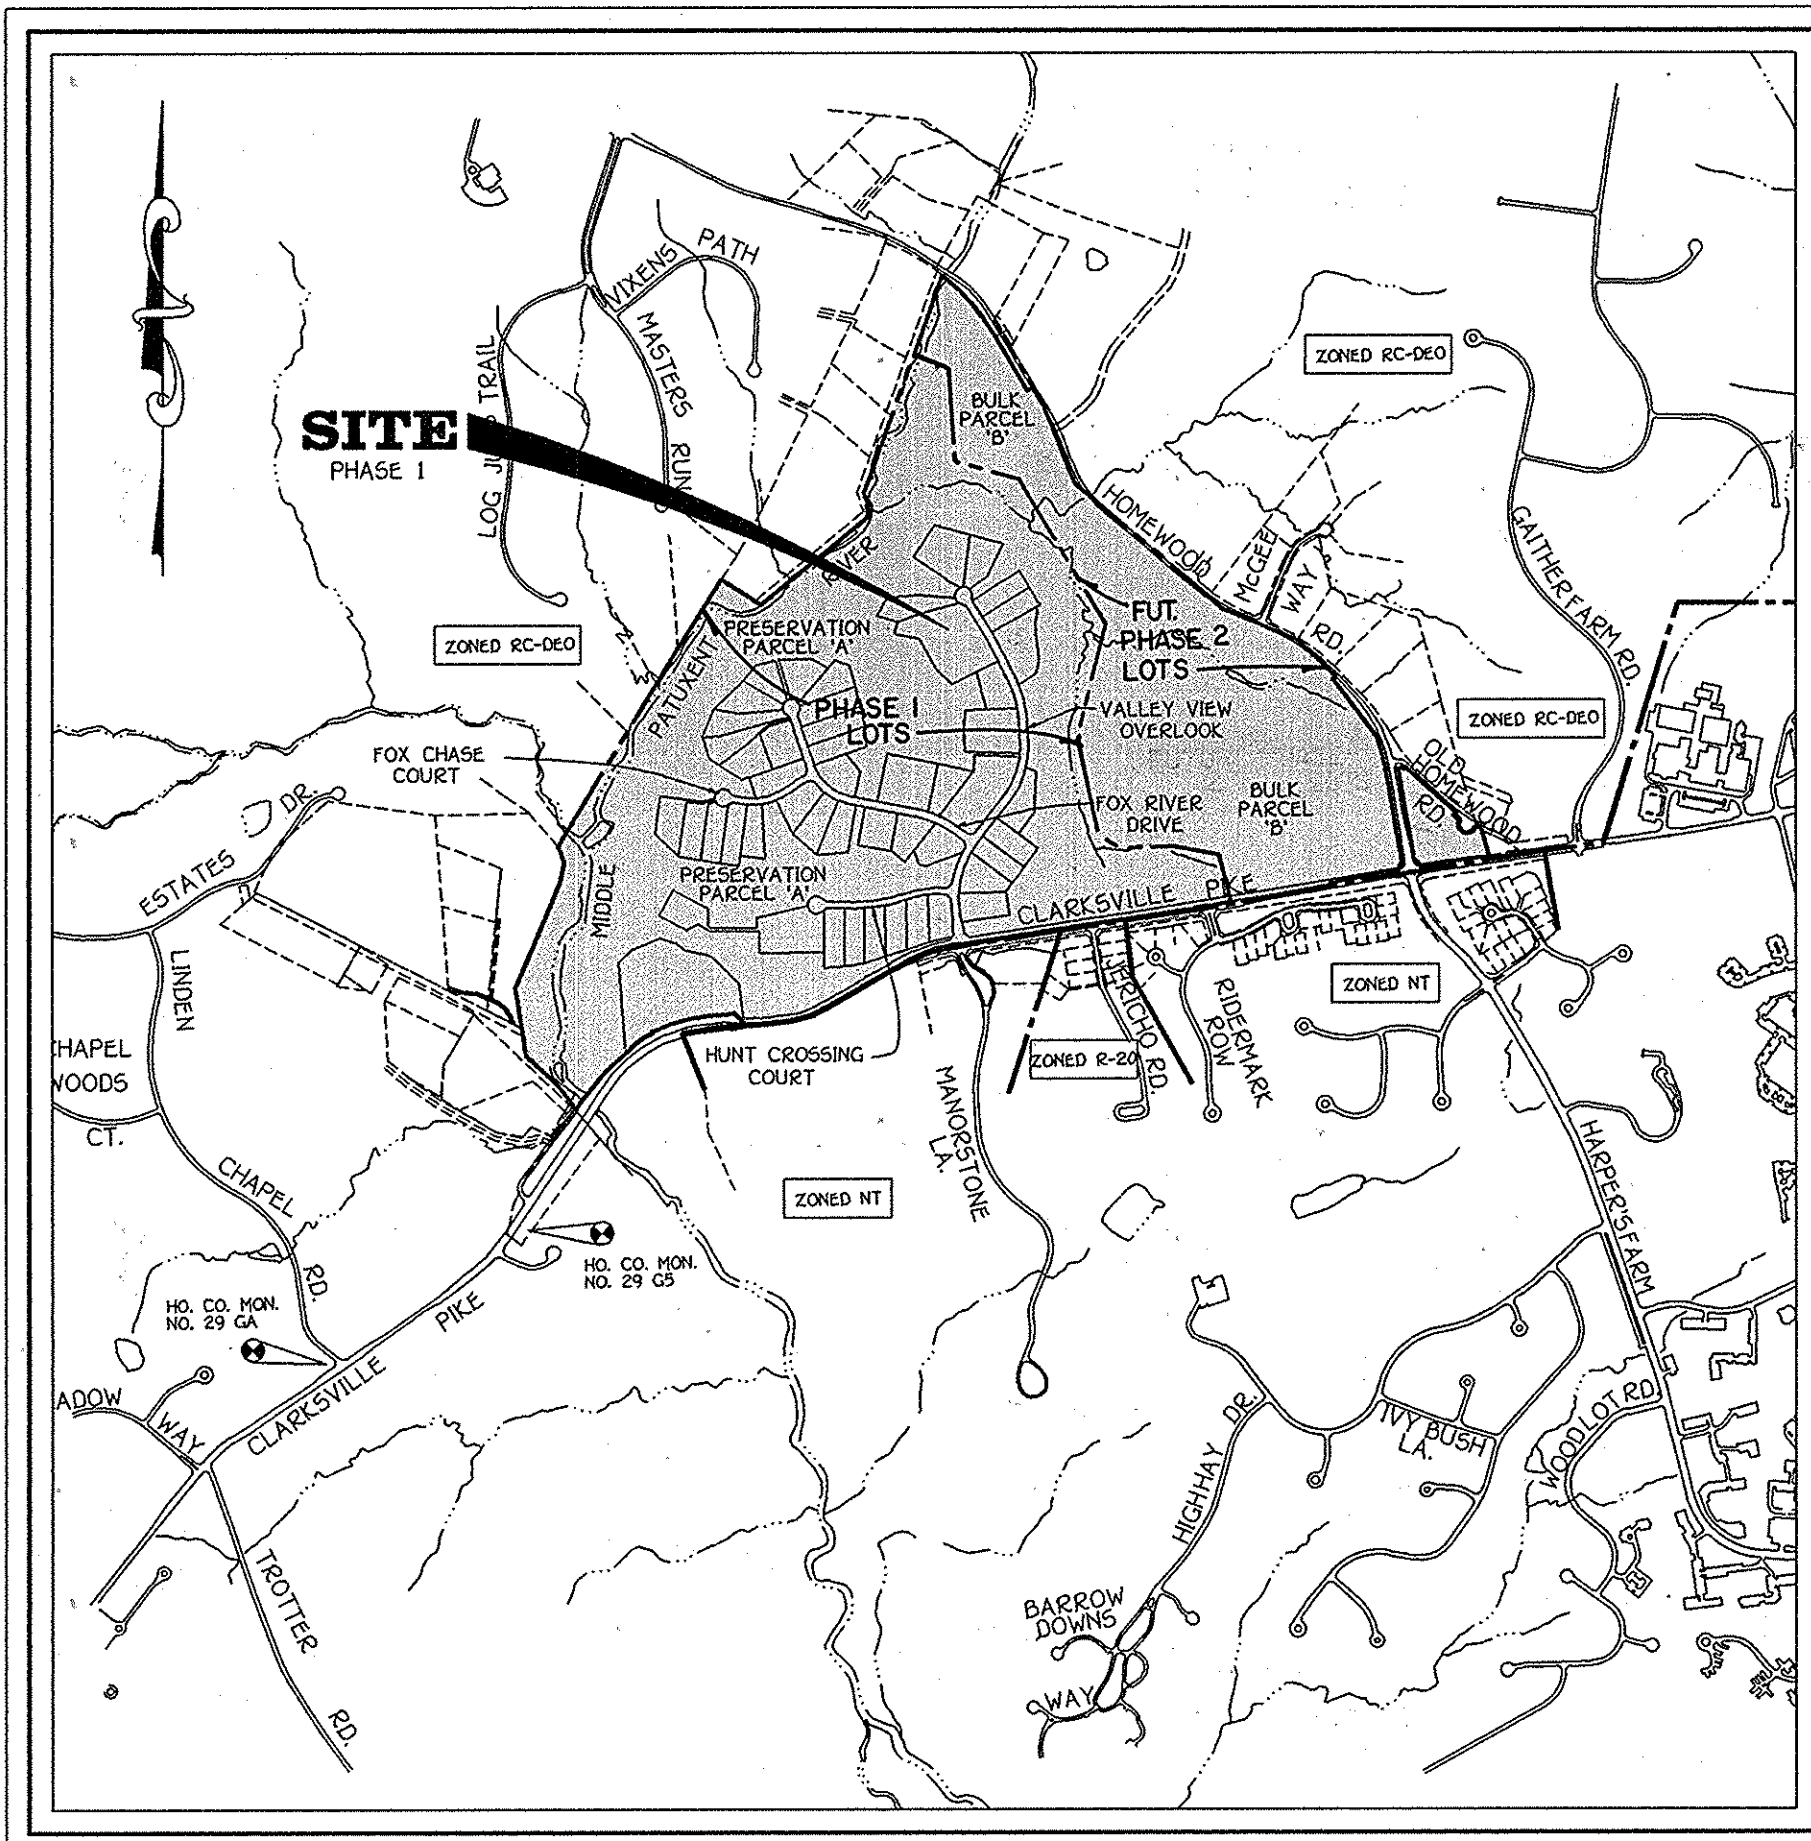 VIXENS
PATH
MASTERS
RUN
LOG
TRAIL
SITE
PHASE 1
ZONED RC-DEO
BULK
PARCEL
'B'
HOMEWOOD
RD.
McGEE
WAY
GAITHER FARM RD.
RIVER
PRESERVATION
PARCEL 'A'
ZONED RC-DEO
PATUXENT
FUT.
PHASE 2
LOTS
PHASE 1
LOTS
VALLEY VIEW
OVERLOOK
ZONED RC-DEO
FOX CHASE
COURT
OLD
HOMEWOOD
RD.
BULK
PARCEL
'B'
FOX RIVER
DRIVE
ESTATES
DR.
PRESERVATION
PARCEL 'A'
MIDDLE
CLARKSVILLE
PIKE
LINDEN
HUNT CROSSING
COURT
ZONED R-20
JERICHO RD.
RIDERMARK
ROW
ZONED NT
MANORSTONE
LA.
CHAPEL
WOODS
CT.
CHAPEL
RD.
ZONED NT
HARPER'S FARM
HO. CO. MON.
NO. 29 G5
HO. CO. MON.
NO. 29 GA
CLARKSVILLE
PIKE
ADOW
WAY
TROTTER
RD.
HIGHHAY
DR.
IVY BUSH
LA.
WOODLOT RD.
BARROW
DOWNS
WAY